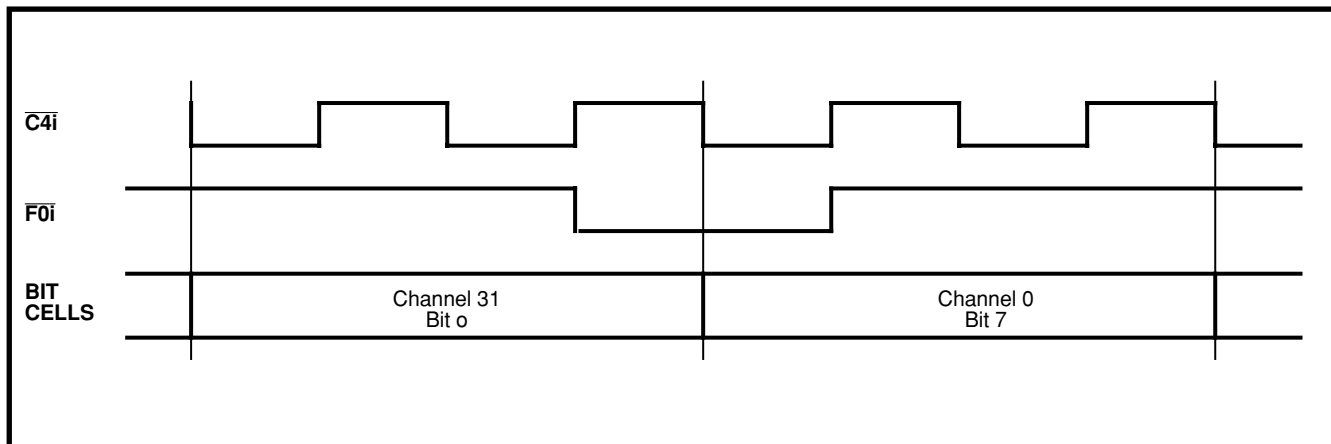 C4i
F0i
BIT
CELLS
Channel 31
Bit o
Channel 0
Bit 7